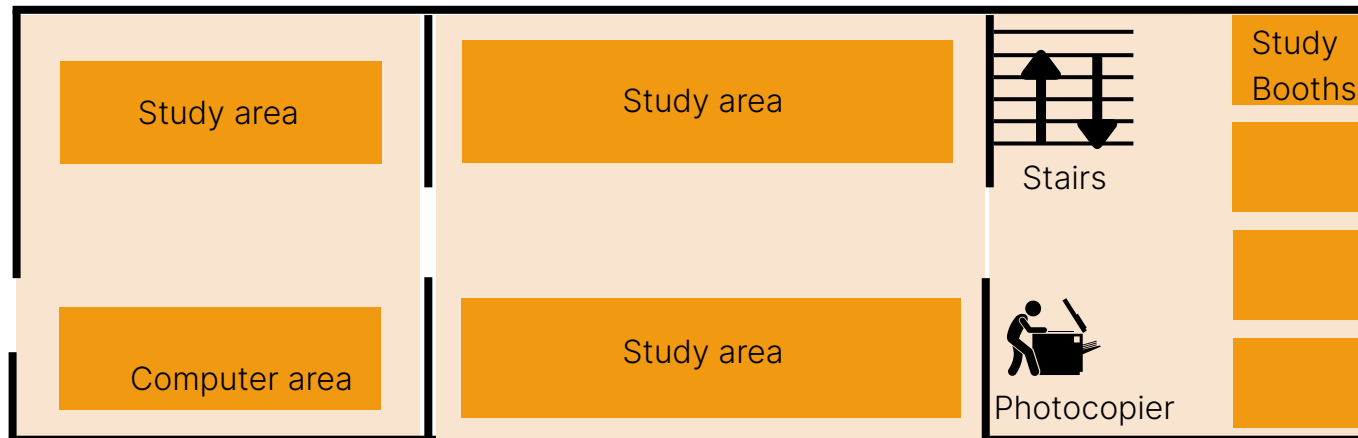 Study area
Study area
Study
Booths
Stairs
Computer area
Study area
Photocopier